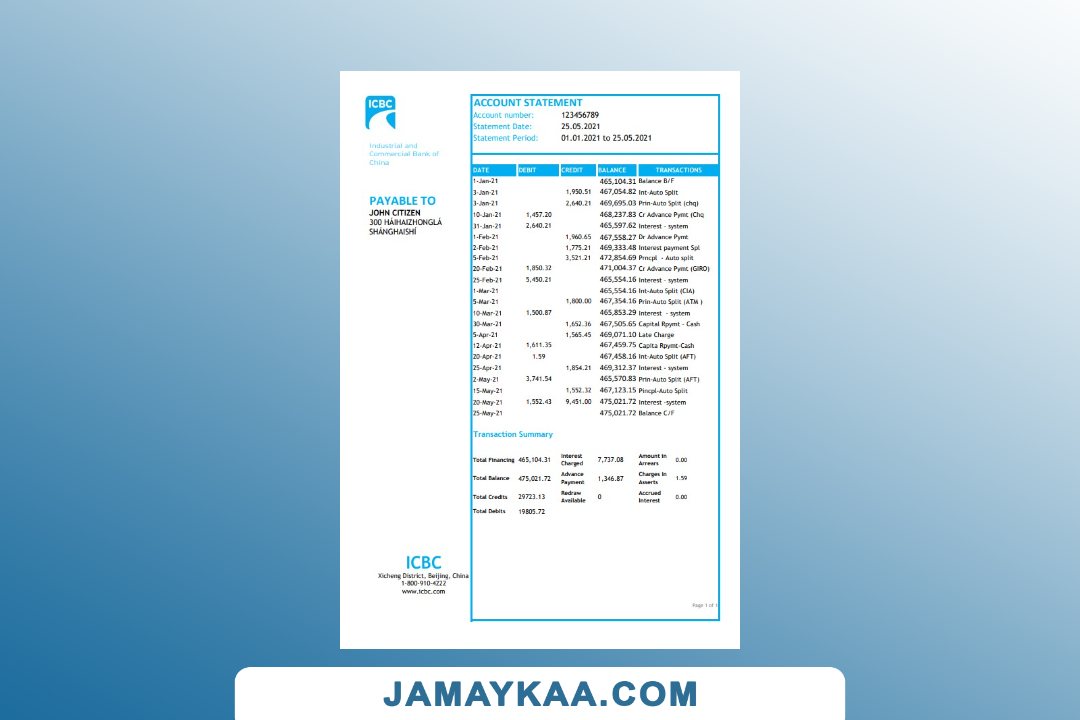 ICBC
Industrial and
Commercial Bank of
China
PAYABLE TO
JOHN CITIZEN
300 HÀIHAIZHONGLÁ
SHÀNGHAISHÍ
ACCOUNT STATEMENT
Account number: 123456789
Statement Date: 25.05.2021
Statement Period: 01.01.2021 to 25.05.2021
DATE DEBIT CREDIT BALANCE TRANSACTIONS
1-Jan-21 465,104.31 Balance B/F
3-Jan-21 1,950.51 467,054.82 Int-Auto Split
3-Jan-21 2,640.21 469,695.03 Prin-Auto Split (chq)
10-Jan-21 1,457.20 468,237.83 Cr Advance Pymt (Chq
31-Jan-21 2,640.21 465,597.62 Interest - system
1-Feb-21 1,960.65 467,558.27 Dr Advance Pymt
2-Feb-21 1,775.21 469,333.48 Interest payment Spl
5-Feb-21 3,521.21 472,854.69 Prncpl - Auto split
20-Feb-21 1,850.32 471,004.37 Cr Advance Pymt (GIRO)
25-Feb-21 5,450.21 465,554.16 Interest - system
1-Mar-21 465,554.16 Int-Auto Split (CIA)
5-Mar-21 1,800.00 467,354.16 Prin-Auto Split (ATM )
10-Mar-21 1,500.87 465,853.29 Interest - system
30-Mar-21 1,652.36 467,505.65 Capital Rpymt - Cash
5-Apr-21 1,565.45 469,071.10 Late Charge
12-Apr-21 1,611.35 467,459.75 Capita Rpymt-Cash
20-Apr-21 1.59 467,458.16 Int-Auto Split (AFT)
25-Apr-21 1,854.21 469,312.37 Interest - system
2-May-21 3,741.54 465,570.83 Prin-Auto Split (AFT)
15-May-21 1,552.32 467,123.15 Pincpl-Auto Split
20-May-21 1,552.43 9,451.00 475,021.72 Interest -system
25-May-21 475,021.72 Balance C/F
Transaction Summary
Total Financing 465,104.31 Interest Charged 7,737.08 Amount in Arrears 0.00
Total Balance 475,021.72 Advance Payment 1,346.87 Charges in Asserts 1.59
Total Credits 29723.13 Redraw Available 0 Accrued Interest 0.00
Total Debits 19805.72
ICBC
Xicheng District, Beijing, China
1-800-910-4222
www.icbc.com
Page 1 of 1
JAMAYKAA.COM